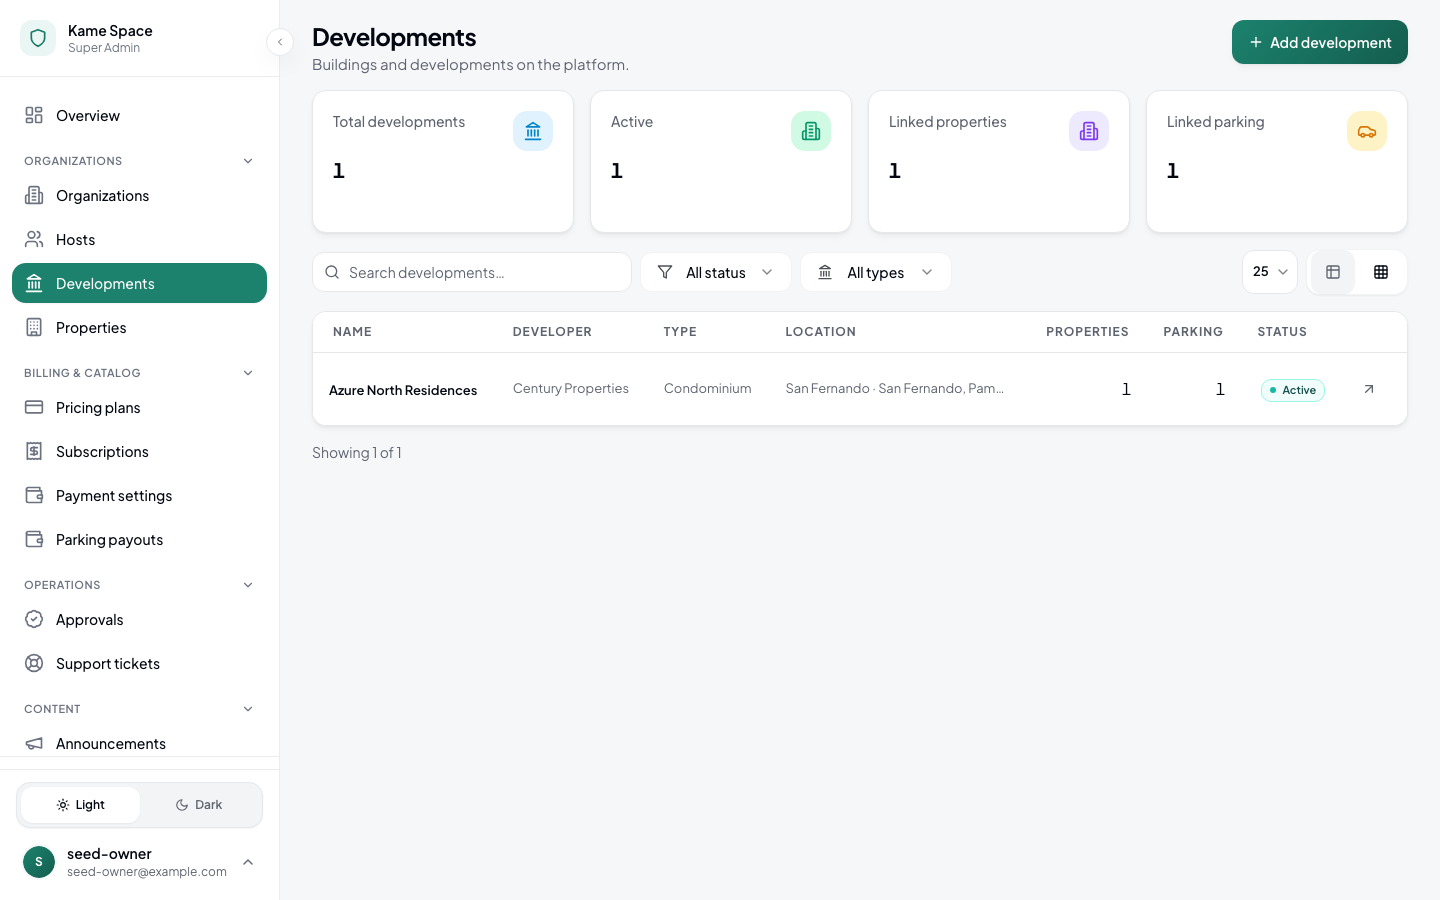 Kame Space
Super Admin
Overview
ORGANIZATIONS
Organizations
Hosts
Developments
Properties
BILLING & CATALOG
Pricing plans
Subscriptions
Payment settings
Parking payouts
OPERATIONS
Approvals
Support tickets
CONTENT
Announcements
Light Dark
S
seed-owner
seed-owner@example.com
Developments
Buildings and developments on the platform.
Add development
Total developments
1
Active
1
Linked properties
1
Linked parking
1
Search developments...
All status
All types
25
NAME DEVELOPER TYPE LOCATION PROPERTIES PARKING STATUS
Azure North Residences Century Properties Condominium San Fernando · San Fernando, Pam... 1 1 Active
Showing 1 of 1